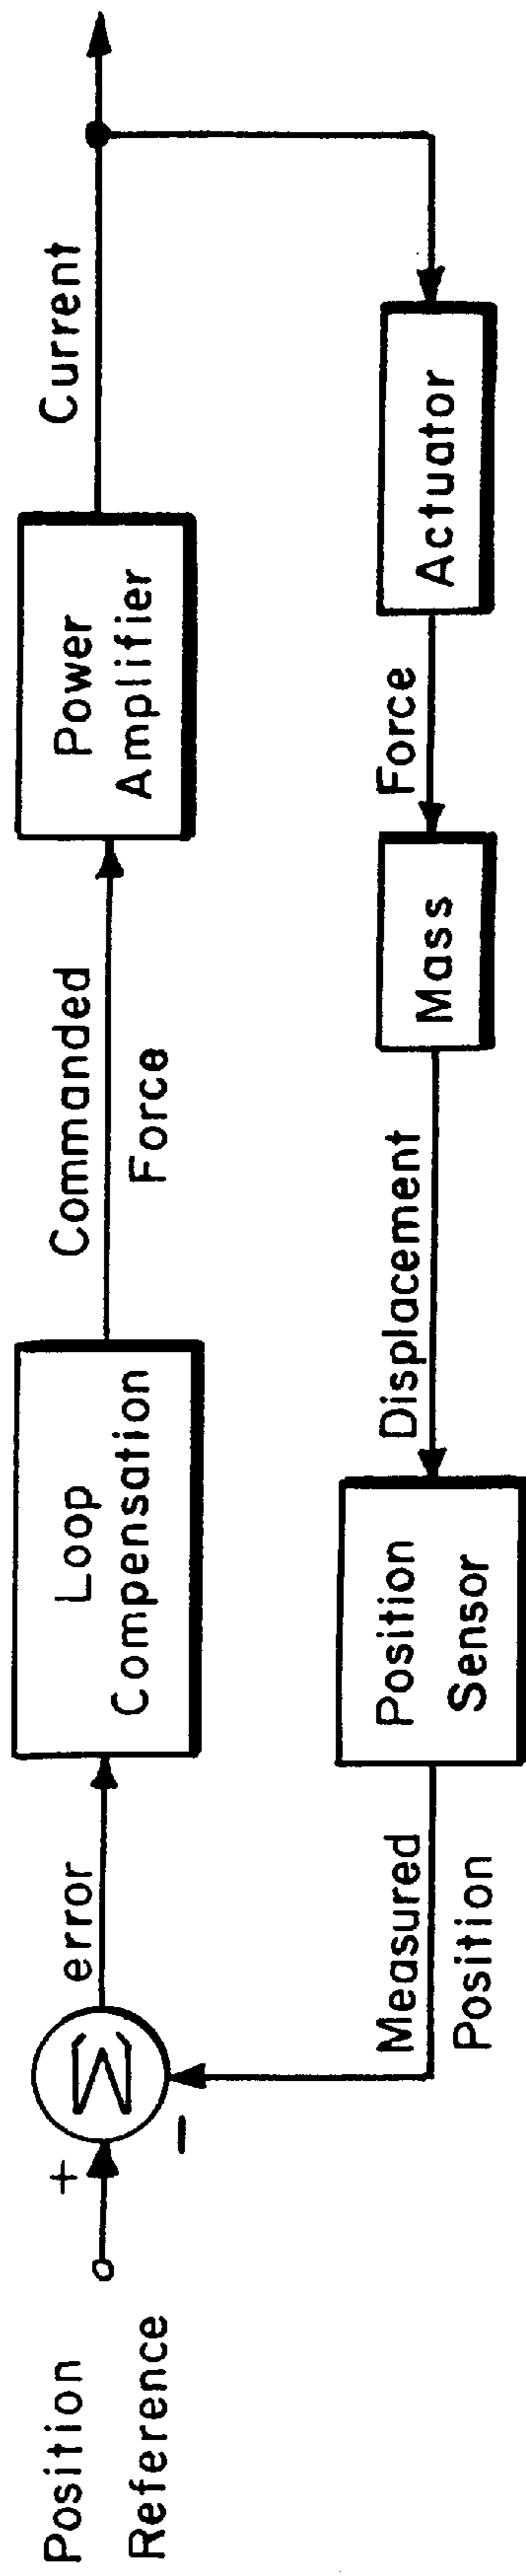 Position
Reference
+
−
Σ
error
Loop
Compensation
Commanded
Force
Power
Amplifier
Current
Actuator
Force
Mass
Displacement
Position
Sensor
Measured
Position